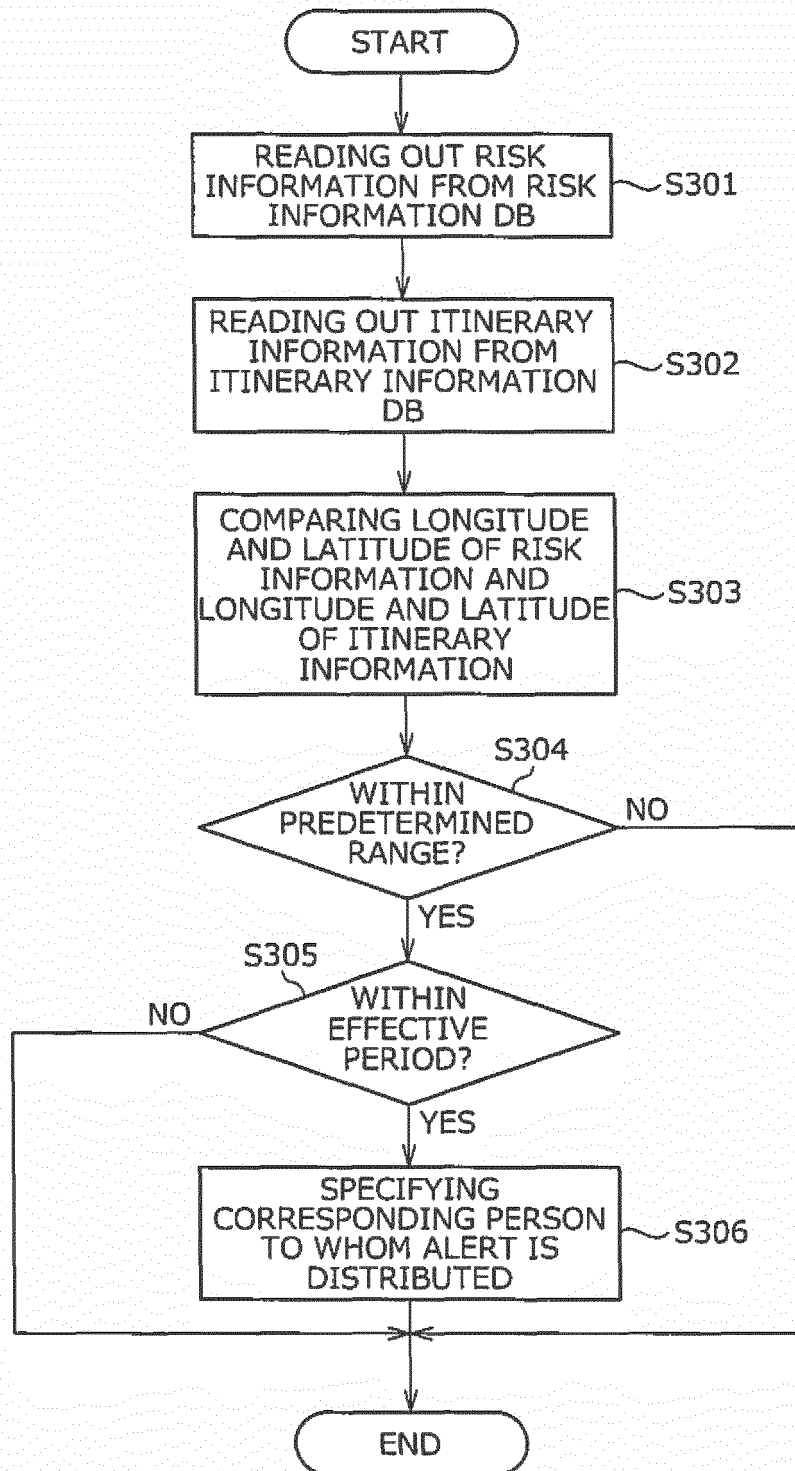 START
READING OUT RISK
INFORMATION FROM RISK
INFORMATION DB
S301
READING OUT ITINERARY
INFORMATION FROM
ITINERARY INFORMATION
DB
S302
COMPARING LONGITUDE
AND LATITUDE OF RISK
INFORMATION AND
LONGITUDE AND LATITUDE
OF ITINERARY
INFORMATION
S303
S304
WITHIN
PREDETERMINED
RANGE?
NO
YES
S305
WITHIN
EFFECTIVE
PERIOD?
NO
YES
SPECIFYING
CORRESPONDING PERSON
TO WHOM ALERT IS
DISTRIBUTED
S306
END